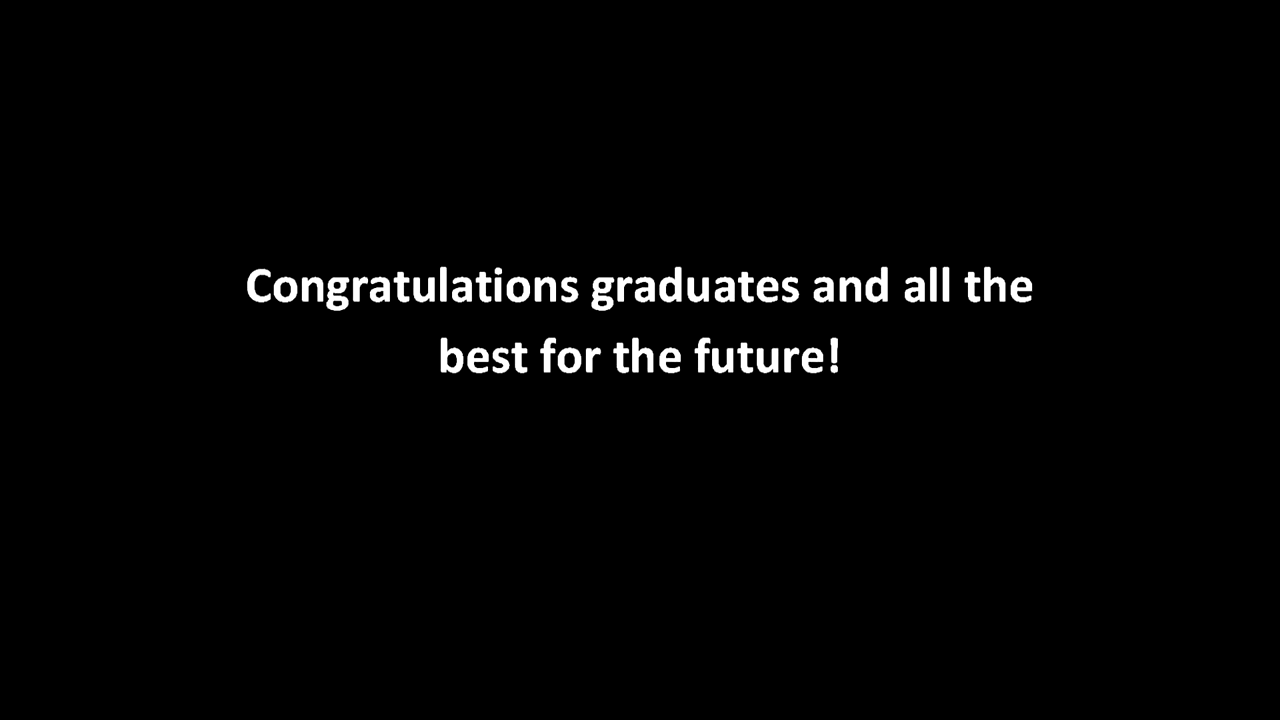 Congratulations graduates and all the
best for the future!